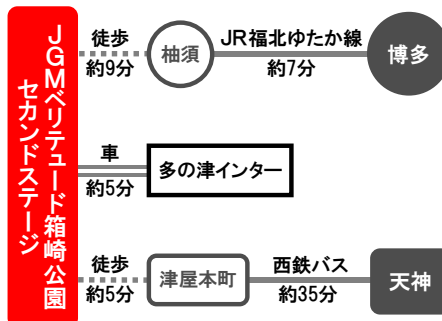 JGMベリテュード箱崎公園
セカンドステージ
徒歩
約9分
柚須
JR福北ゆたか線
約7分
博多
車
約5分
多の津インター
徒歩
約5分
津屋本町
西鉄バス
約35分
天神